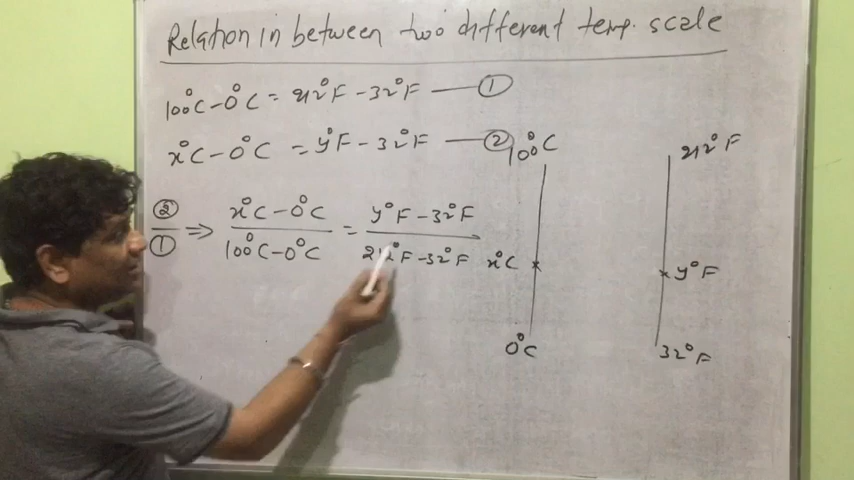 Relation in between two different temp. scale
100°C - 0°C = 212°F - 32°F — ①
x°C - 0°C = y°F - 32°F — ②
②/① ⇒ x°C - 0°C / 100°C - 0°C = y°F - 32°F / 212°F - 32°F
100°C 212°F
x°C y°F
0°C 32°F